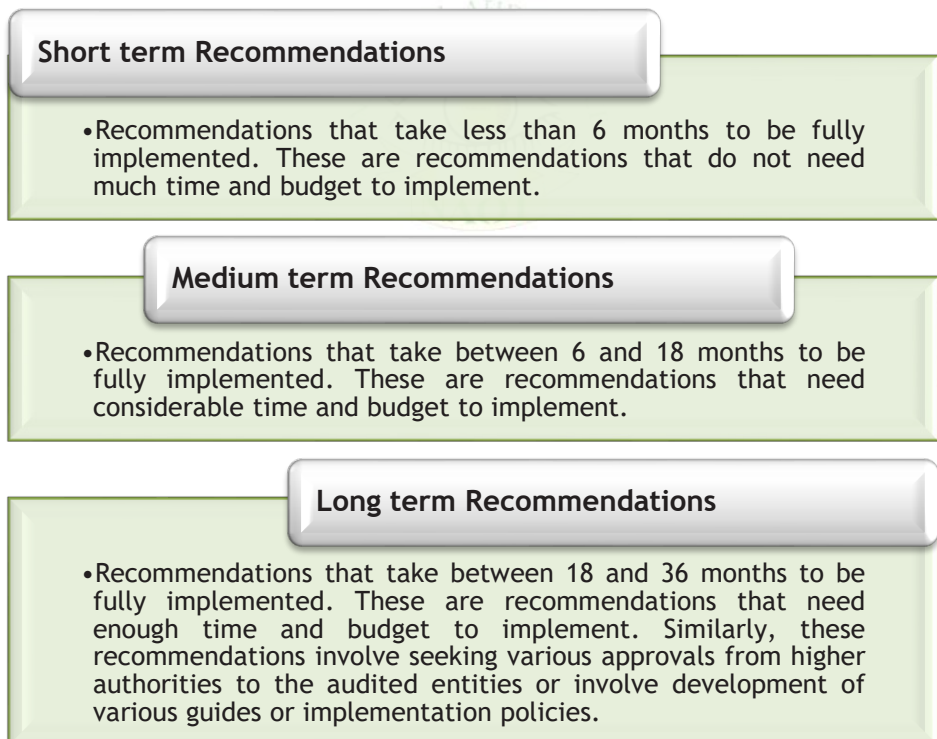 Short term Recommendations
•Recommendations that take less than 6 months to be fully
implemented. These are recommendations that do not need
much time and budget to implement.
Medium term Recommendations
•Recommendations that take between 6 and 18 months to be
fully implemented. These are recommendations that need
considerable time and budget to implement.
Long term Recommendations
•Recommendations that take between 18 and 36 months to be
fully implemented. These are recommendations that need
enough time and budget to implement. Similarly, these
recommendations involve seeking various approvals from higher
authorities to the audited entities or involve development of
various guides or implementation policies.